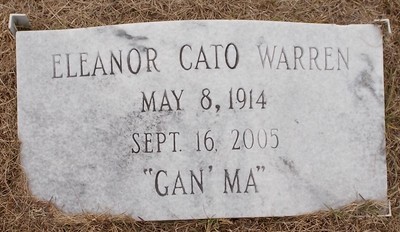 ELEANOR CATO WARREN
MAY 8, 1914
SEPT. 16, 2005
"GAN' MA"